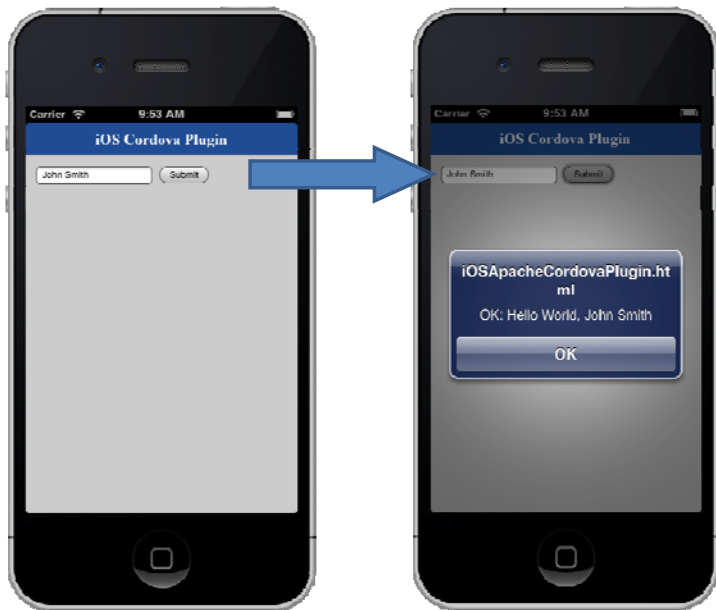 Carrier 9:53 AM
iOS Cordova Plugin
John Smith Submit
Carrier 9:53 AM
iOS Cordova Plugin
John Smith Submit
iOSApacheCordovaPlugin.ht
ml
OK: Hello World, John Smith
OK